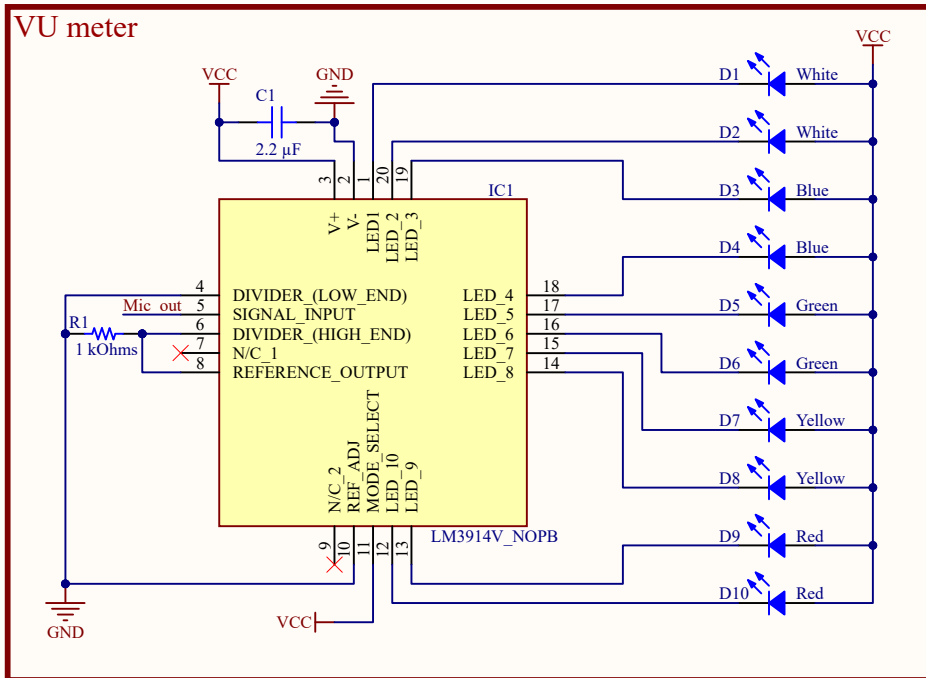 VU meter
VCC
GND
VCC
C1
2.2 µF
D1 White
D2 White
D3 Blue
D4 Blue
D5 Green
D6 Green
D7 Yellow
D8 Yellow
D9 Red
D10 Red
3 2 1 20 19
IC1
V+
V-
LED1
LED_2
LED_3
4 DIVIDER_(LOW_END)
Mic_out 5 SIGNAL_INPUT
R1 6 DIVIDER_(HIGH_END)
1 kOhms 7 N/C_1
8 REFERENCE_OUTPUT
LED_4 18
LED_5 17
LED_6 16
LED_7 15
LED_8 14
N/C_2
REF_ADJ
MODE_SELECT
LED_10
LED_9
9 10 11 12 13
LM3914V_NOPB
GND
VCC